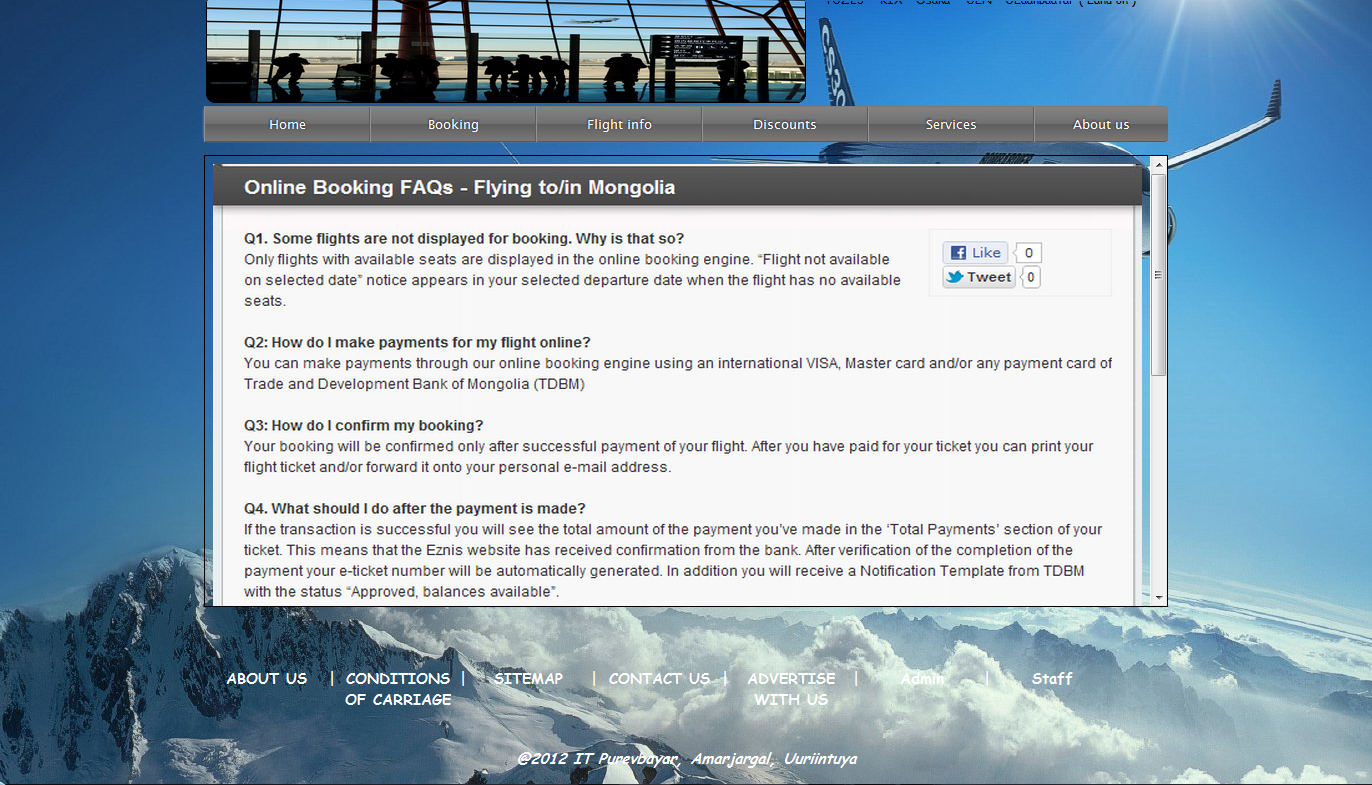 Home Booking Flight info Discounts Services About us
Online Booking FAQs - Flying to/in Mongolia
Q1. Some flights are not displayed for booking. Why is that so?
Only flights with available seats are displayed in the online booking engine. “Flight not available
on selected date” notice appears in your selected departure date when the flight has no available
seats.
Like 0
Tweet 0
Q2: How do I make payments for my flight online?
You can make payments through our online booking engine using an international VISA, Master card and/or any payment card of
Trade and Development Bank of Mongolia (TDBM)
Q3: How do I confirm my booking?
Your booking will be confirmed only after successful payment of your flight. After you have paid for your ticket you can print your
flight ticket and/or forward it onto your personal e-mail address.
Q4. What should I do after the payment is made?
If the transaction is successful you will see the total amount of the payment you’ve made in the ‘Total Payments’ section of your
ticket. This means that the Eznis website has received confirmation from the bank. After verification of the completion of the
payment your e-ticket number will be automatically generated. In addition you will receive a Notification Template from TDBM
with the status “Approved, balances available”.
ABOUT US | CONDITIONS OF CARRIAGE | SITEMAP | CONTACT US | ADVERTISE WITH US | Admin | Staff
@2012 IT Purevbayar, Amarjargal, Uuriintuya